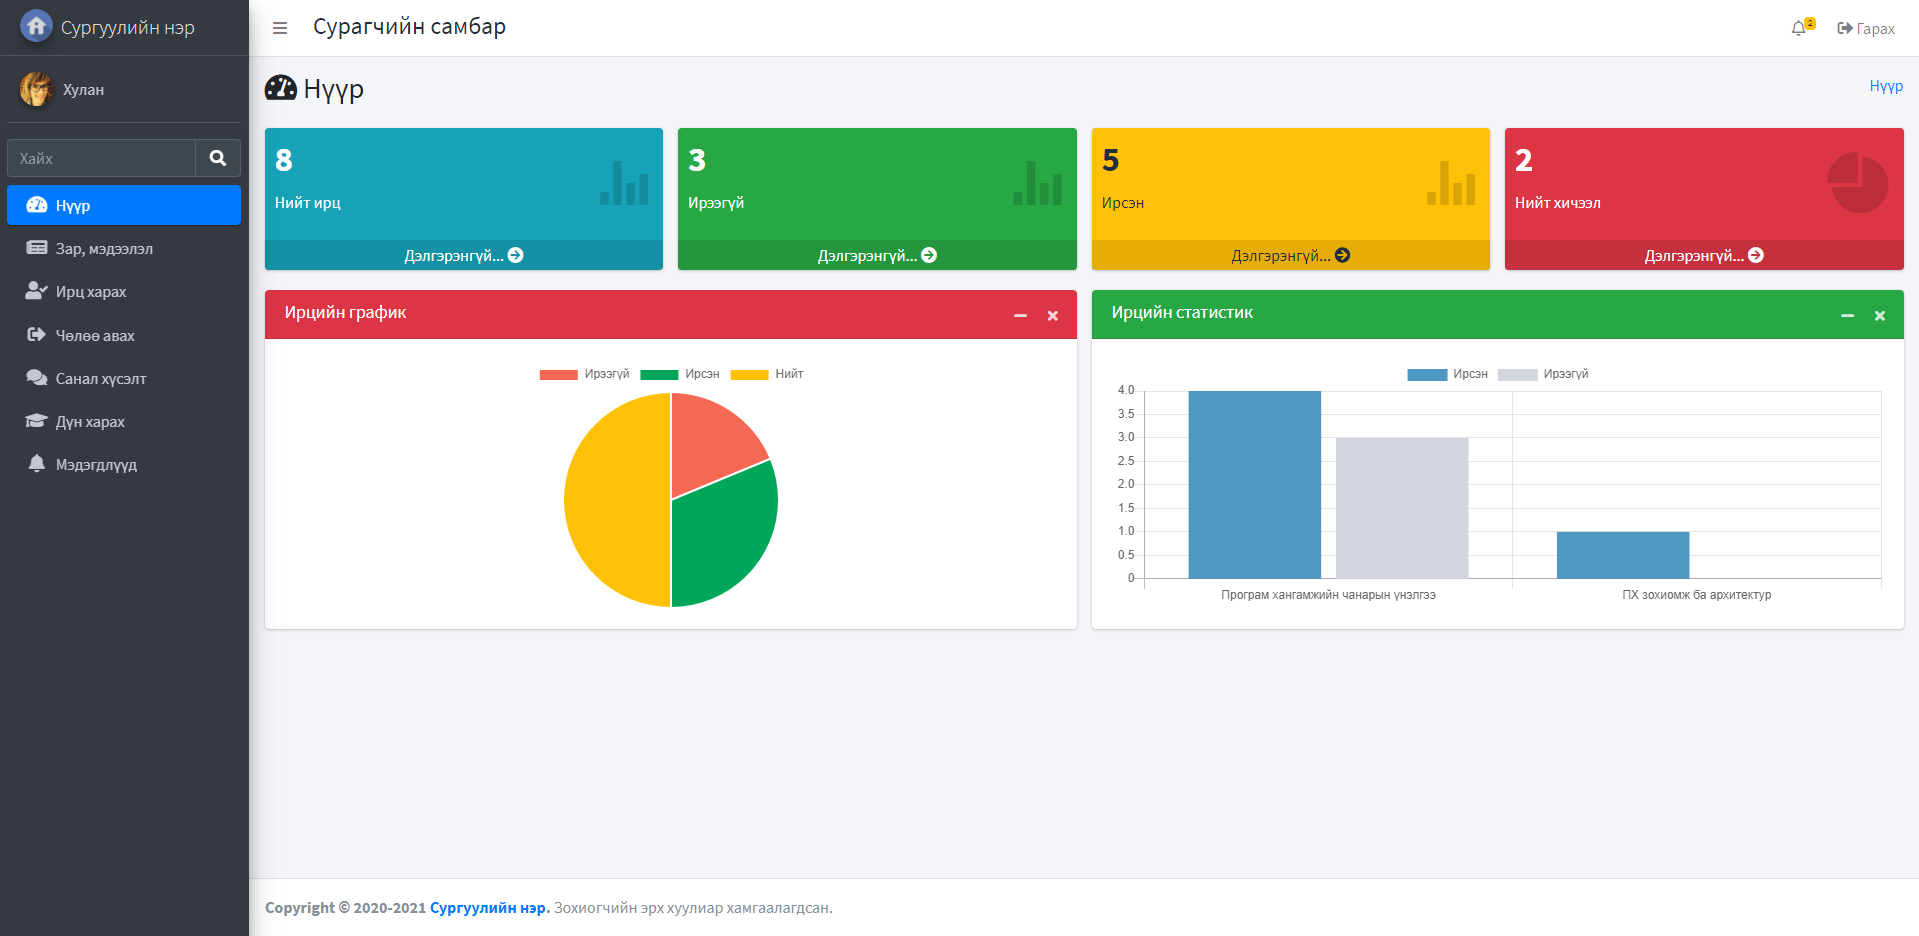 Сургуулийн нэр
Сурагчийн самбар
2
Гарах
Хулан
Хайх
Нүүр
Зар, мэдээлэл
Ирц харах
Чөлөө авах
Санал хүсэлт
Дүн харах
Мэдэгдлүүд
Нүүр
Нүүр
8
Нийт ирц
Дэлгэрэнгүй...
3
Ирээгүй
Дэлгэрэнгүй...
5
Ирсэн
Дэлгэрэнгүй...
2
Нийт хичээл
Дэлгэрэнгүй...
Ирцийн график
Ирээгүй Ирсэн Нийт
Ирцийн статистик
Ирсэн Ирээгүй
4.0
3.5
3.0
2.5
2.0
1.5
1.0
0.5
0
Програм хангамжийн чанарын үнэлгээ ПХ зохиомж ба архитектур
Copyright © 2020-2021 Сургуулийн нэр. Зохиогчийн эрх хуулиар хамгаалагдсан.